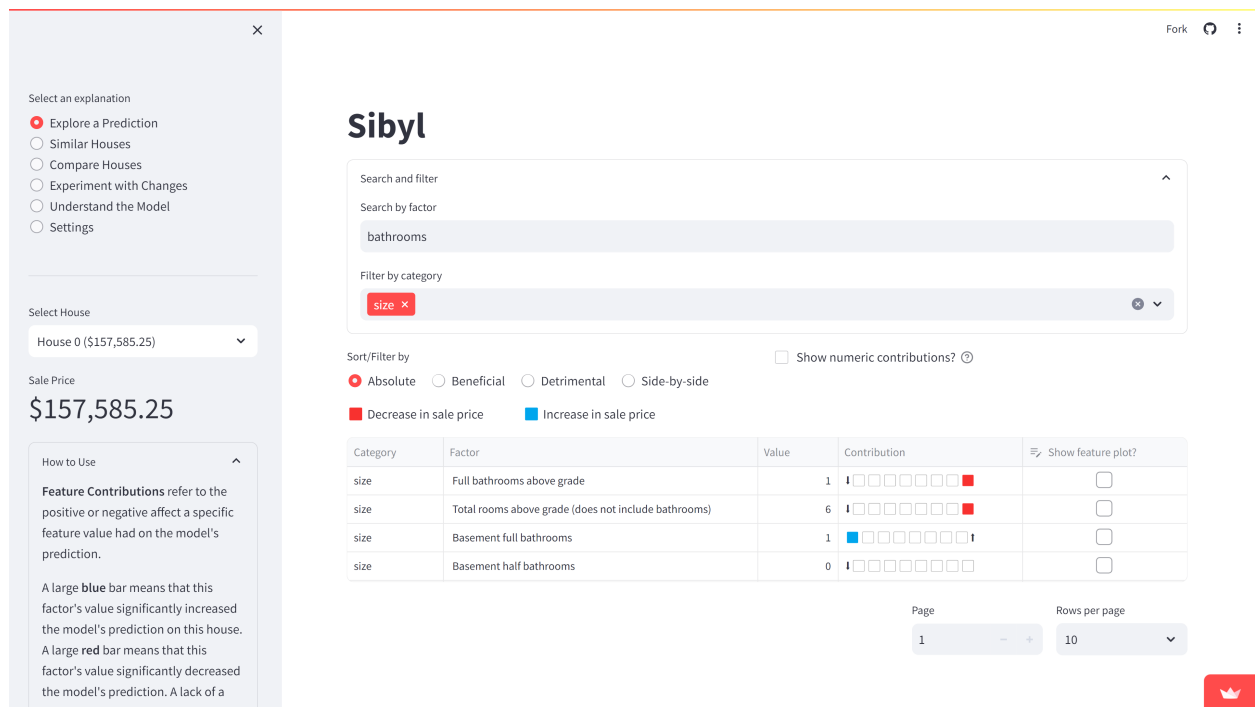 Fork
Select an explanation
Explore a Prediction
Similar Houses
Compare Houses
Experiment with Changes
Understand the Model
Settings
Select House
House 0 ($157,585.25)
Sale Price
$157,585.25
How to Use
Feature Contributions refer to the
positive or negative affect a specific
feature value had on the model's
prediction.
A large blue bar means that this
factor's value significantly increased
the model's prediction on this house.
A large red bar means that this
factor's value significantly decreased
the model's prediction. A lack of a
Sibyl
Search and filter
Search by factor
bathrooms
Filter by category
size
Sort/Filter by
Show numeric contributions?
Absolute Beneficial Detrimental Side-by-side
Decrease in sale price Increase in sale price
Category Factor Value Contribution Show feature plot?
size Full bathrooms above grade 1
size Total rooms above grade (does not include bathrooms) 6
size Basement full bathrooms 1
size Basement half bathrooms 0
Page Rows per page
1 10